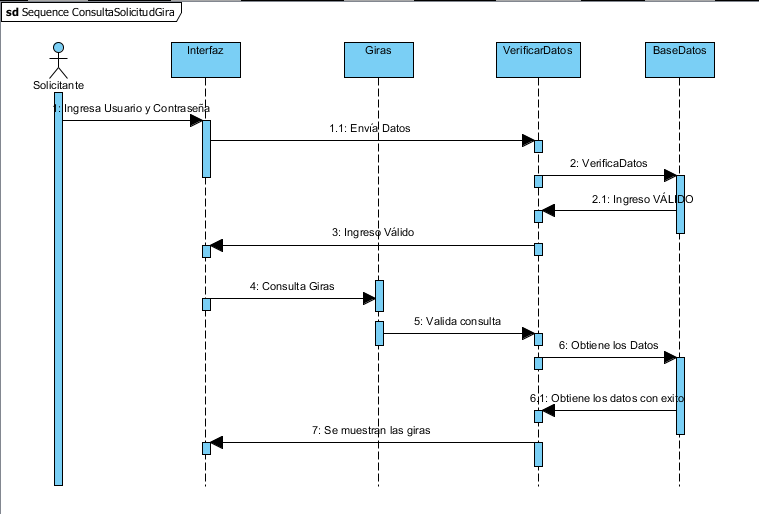 sd Sequence ConsultaSolicitudGira
Solicitante
Interfaz
Giras
VerificarDatos
BaseDatos
1: Ingresa Usuario y Contraseña
1.1: Envía Datos
2: VerificaDatos
2.1: Ingreso VÁLIDO
3: Ingreso Válido
4: Consulta Giras
5: Valida consulta
6: Obtiene los Datos
6.1: Obtiene los datos con exito
7: Se muestran las giras